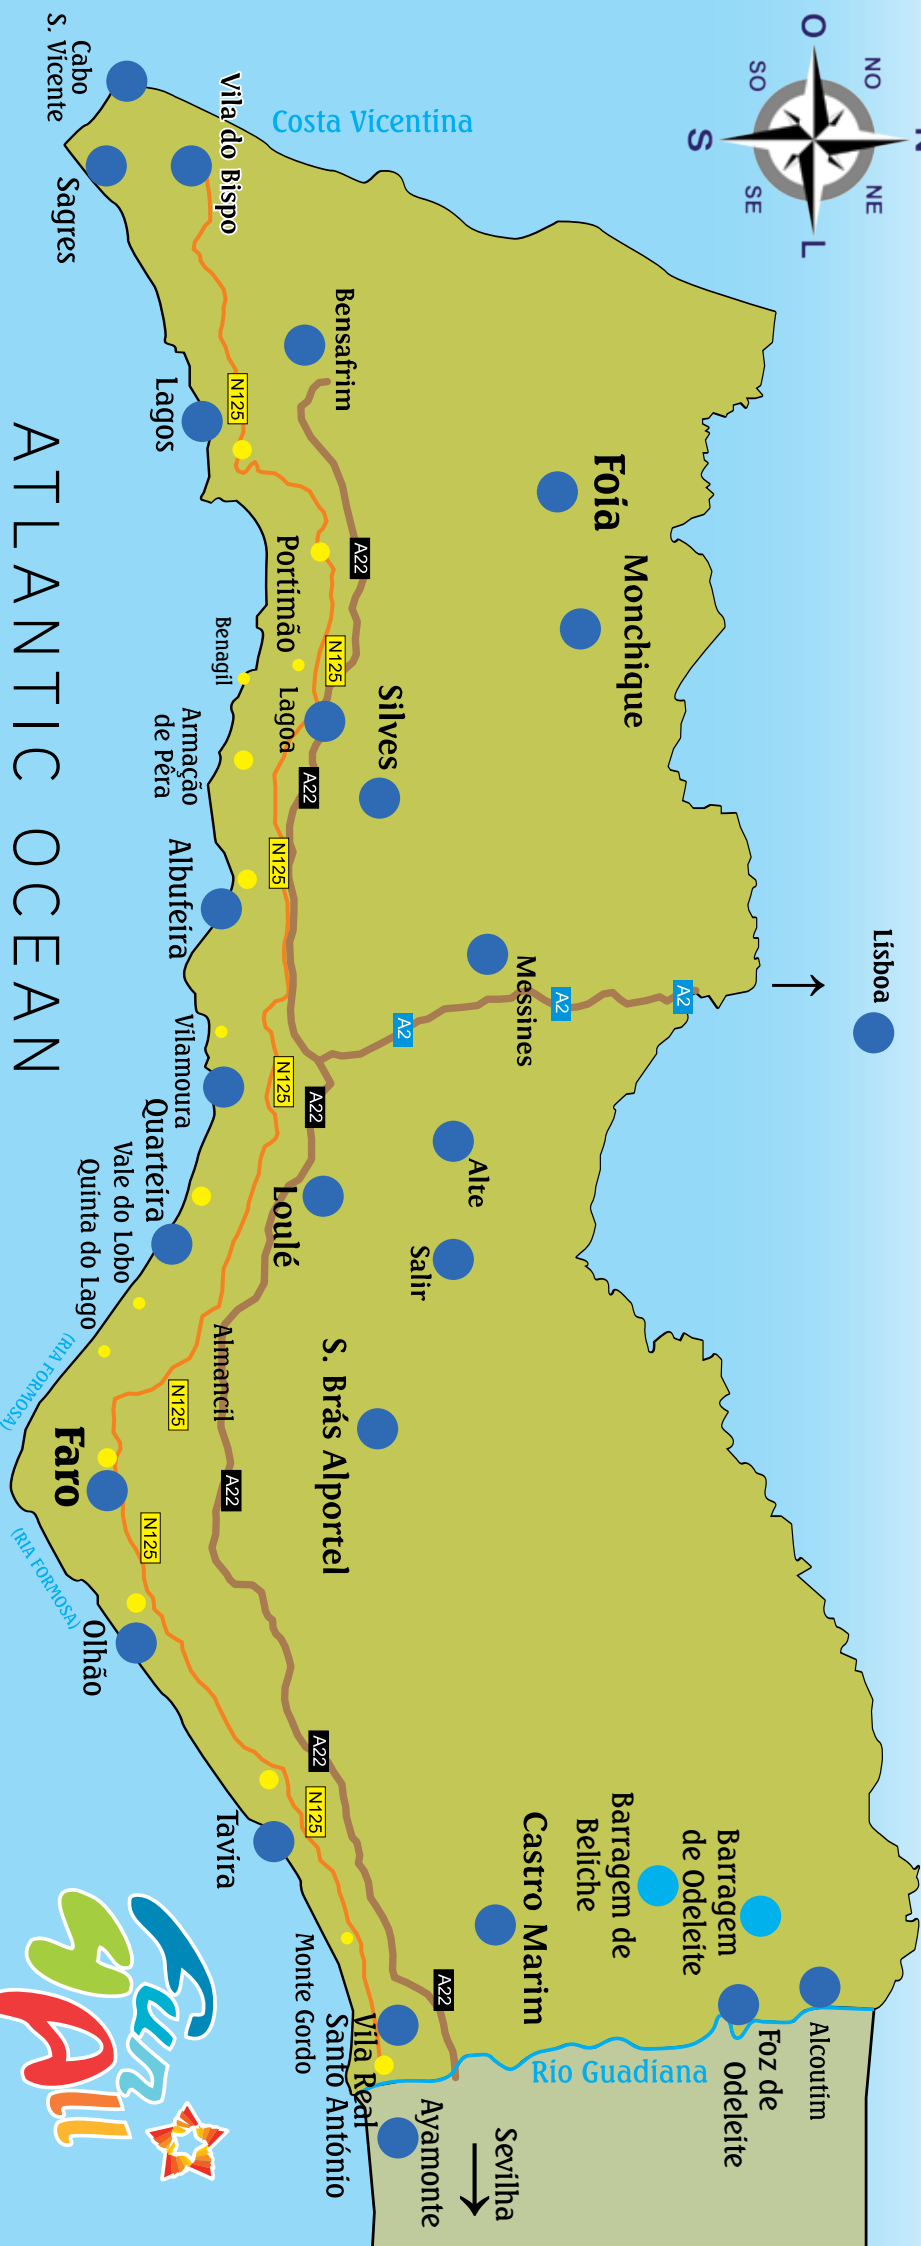 O
NO
SO
S
N
NE
SE
L
Costa Vicentina
Cabo
S. Vicente
Vila do Bispo
Sagres
Bensafrim
Lagos
N125
Foía
Monchique
A22
Portimão
N125
Benagil
Lagoa
Silves
A22
Armação
de Pêra
N125
Albufeira
Lisboa
Messines
A2
A2
A2
Vilamoura
N125
A22
Quarteira
Vale do Lobo
Quinta do Lago
Loulé
Alte
Salir
Almancil
S. Brás Alportel
(RIA FORMOSA)
N125
Faro
A22
N125
(RIA FORMOSA)
Olhão
A22
N125
Tavira
Castro Marim
Barragem de
Beliche
Barragem
de Odeleite
Monte Gordo
A22
Vila Real
Santo António
Alcoutim
Foz de
Odeleite
Rio Guadiana
Ayamonte
Sevilha
ATLANTIC OCEAN
Fun
4
All